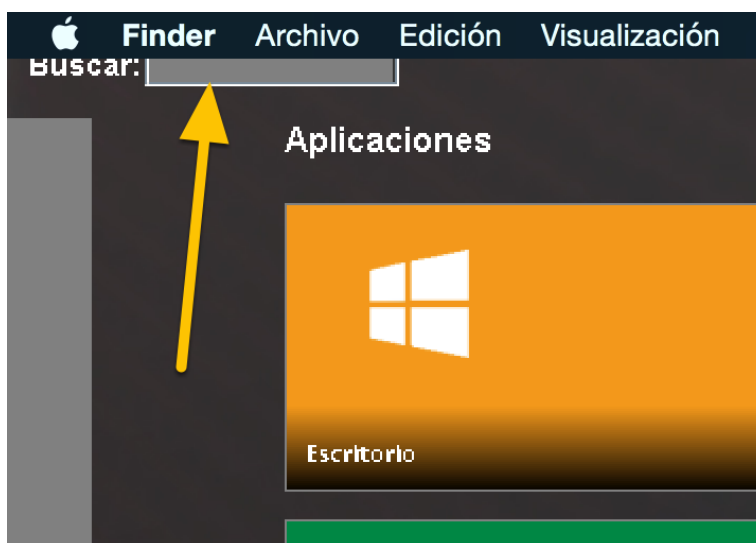 Finder Archivo Edición Visualización
Buscar:
Aplicaciones
Escritorio